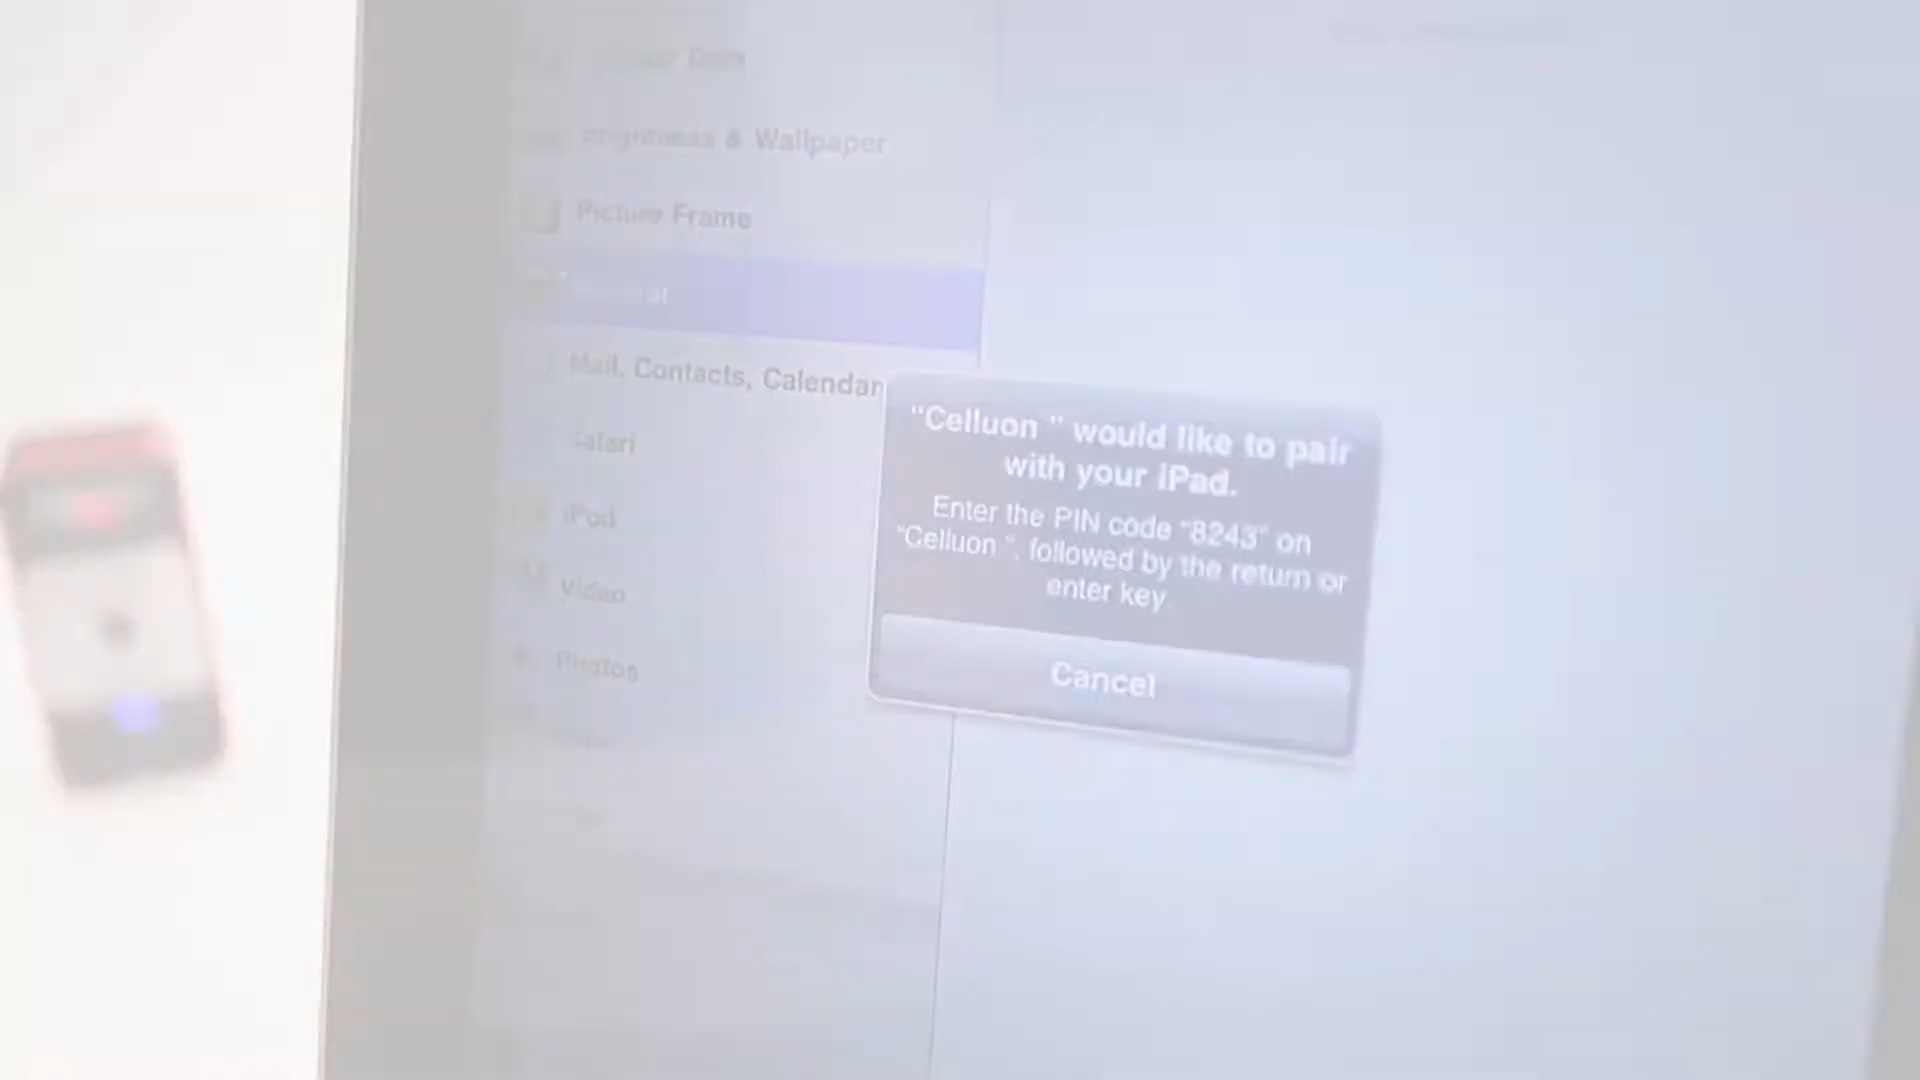 & Wallpaper
Picture Frame
Mail, Contacts, Calendar
Safari
iPod
Video
Photos
“Celluon ” would like to pair
with your iPad.
Enter the PIN code “8243” on
“Celluon ”, followed by the return or
enter key.
Cancel